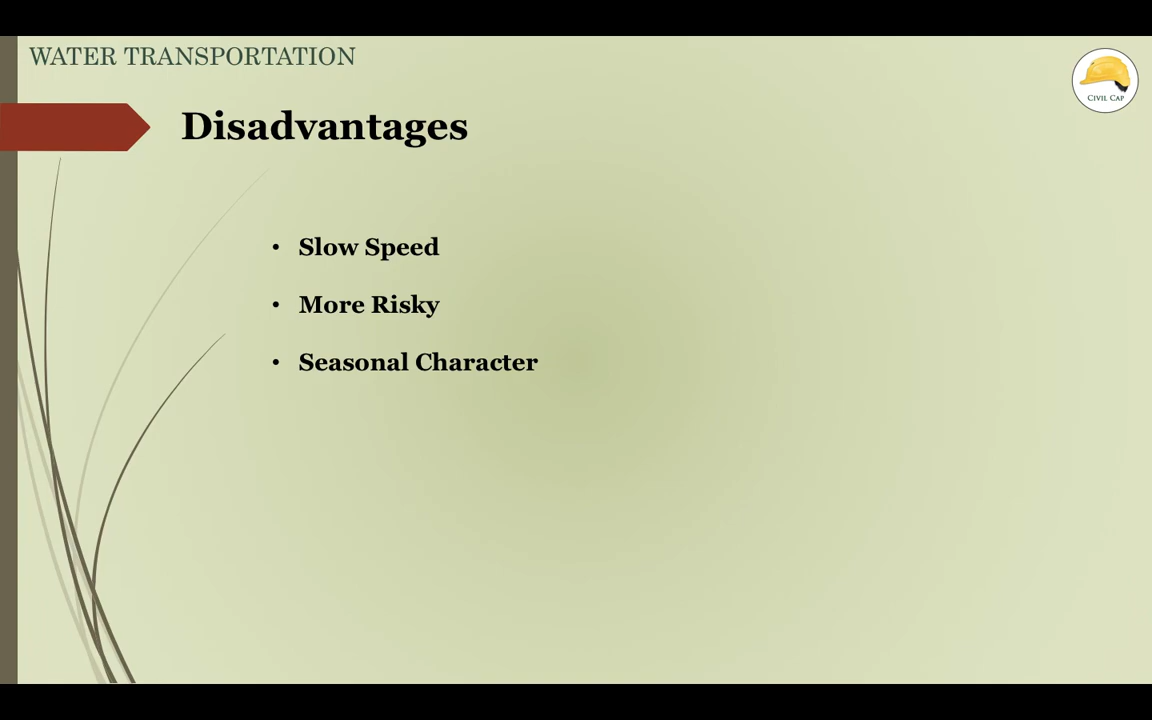 WATER TRANSPORTATION
CIVIL CAP
Disadvantages
• Slow Speed
• More Risky
• Seasonal Character